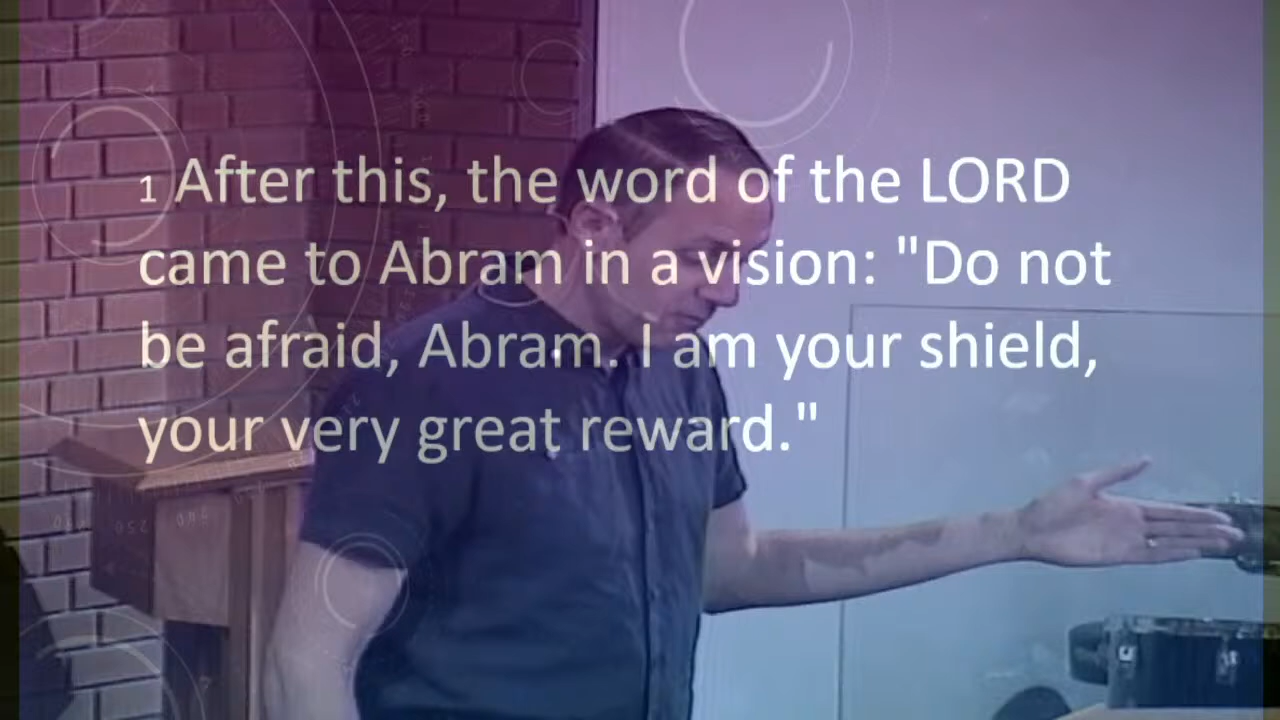 1 After this, the word of the LORD
came to Abram in a vision: "Do not
be afraid, Abram. I am your shield,
your very great reward."